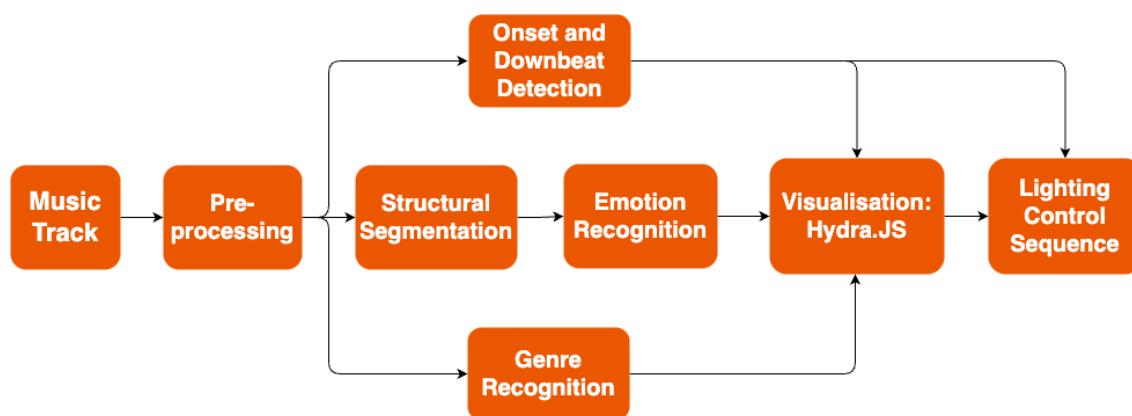 Onset and
Downbeat
Detection
Music
Track
Pre-
processing
Structural
Segmentation
Emotion
Recognition
Visualisation:
Hydra.JS
Lighting
Control
Sequence
Genre
Recognition